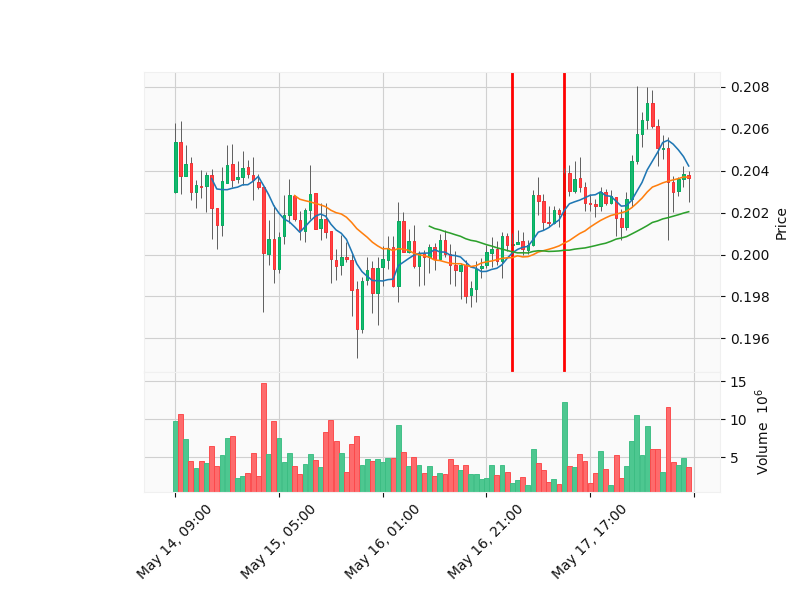 0.208
0.206
0.204
0.202
0.200
0.198
0.196
Price
15
10
5
Volume 10^6
May 14, 09:00
May 15, 05:00
May 16, 01:00
May 16, 21:00
May 17, 17:00